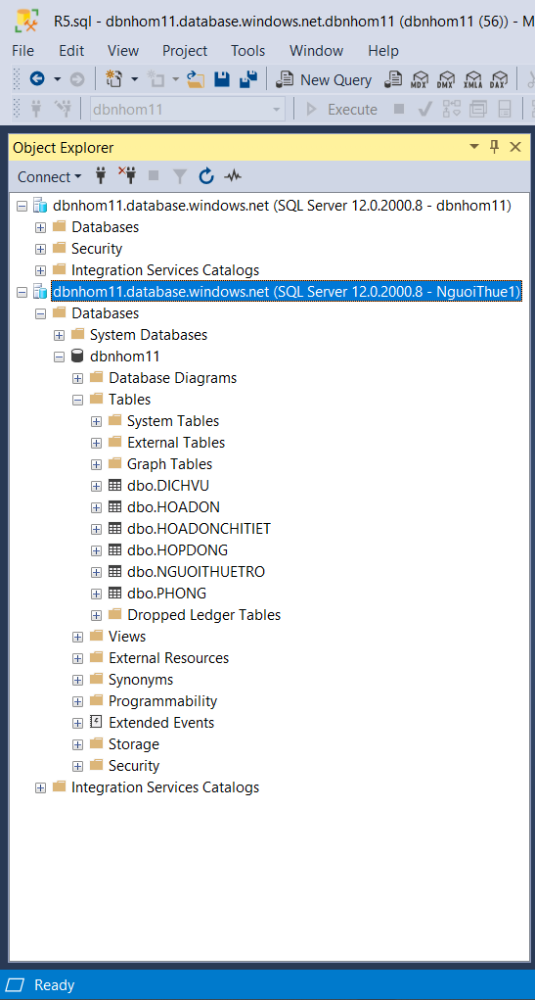 R5.sql - dbnhom11.database.windows.net.dbnhom11 (dbnhom11 (56)) - M
File Edit View Project Tools Window Help
New Query MDX DMX XMLA DAX
dbnhom11 Execute
Object Explorer
Connect
dbnhom11.database.windows.net (SQL Server 12.0.2000.8 - dbnhom11)
Databases
Security
Integration Services Catalogs
dbnhom11.database.windows.net (SQL Server 12.0.2000.8 - NguoiThue1)
Databases
System Databases
dbnhom11
Database Diagrams
Tables
System Tables
External Tables
Graph Tables
dbo.DICHVU
dbo.HOADON
dbo.HOADONCHITIET
dbo.HOPDONG
dbo.NGUOITHUETRO
dbo.PHONG
Dropped Ledger Tables
Views
External Resources
Synonyms
Programmability
Extended Events
Storage
Security
Integration Services Catalogs
Ready